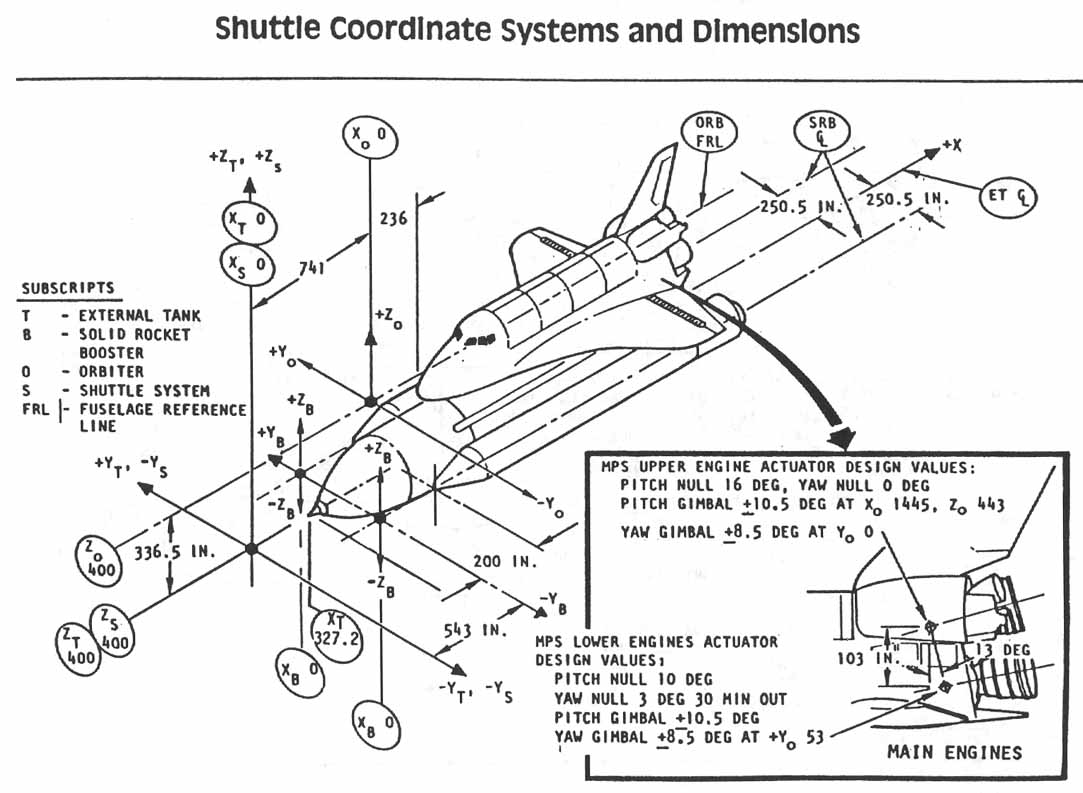 Shuttle Coordinate Systems and Dimensions
X_O 0
ORB FRL
SRB C_L
+X
ET C_L
+Z_T, +Z_S
X_T 0
X_S 0
236
741
250.5 IN.
250.5 IN.
SUBSCRIPTS
T - EXTERNAL TANK
B - SOLID ROCKET
BOOSTER
O - ORBITER
S - SHUTTLE SYSTEM
FRL - FUSELAGE REFERENCE
LINE
+Z_O
+Y_O
+Z_B
+Y_B
+Z_B
+Y_T, -Y_S
-Z_B
-Y_O
Z_O 400
336.5 IN.
200 IN.
-Z_B
-Y_B
Z_S 400
Z_T 400
X_T 327.2
543 IN.
X_B 0
-Y_T, -Y_S
X_B 0
MPS UPPER ENGINE ACTUATOR DESIGN VALUES:
PITCH NULL 16 DEG, YAW NULL 0 DEG
PITCH GIMBAL ±10.5 DEG AT X_O 1445, Z_O 443
YAW GIMBAL ±8.5 DEG AT Y_O 0
103 IN.
13 DEG
MPS LOWER ENGINES ACTUATOR
DESIGN VALUES:
PITCH NULL 10 DEG
YAW NULL 3 DEG 30 MIN OUT
PITCH GIMBAL ±10.5 DEG
YAW GIMBAL ±8.5 DEG AT +Y_O 53
MAIN ENGINES